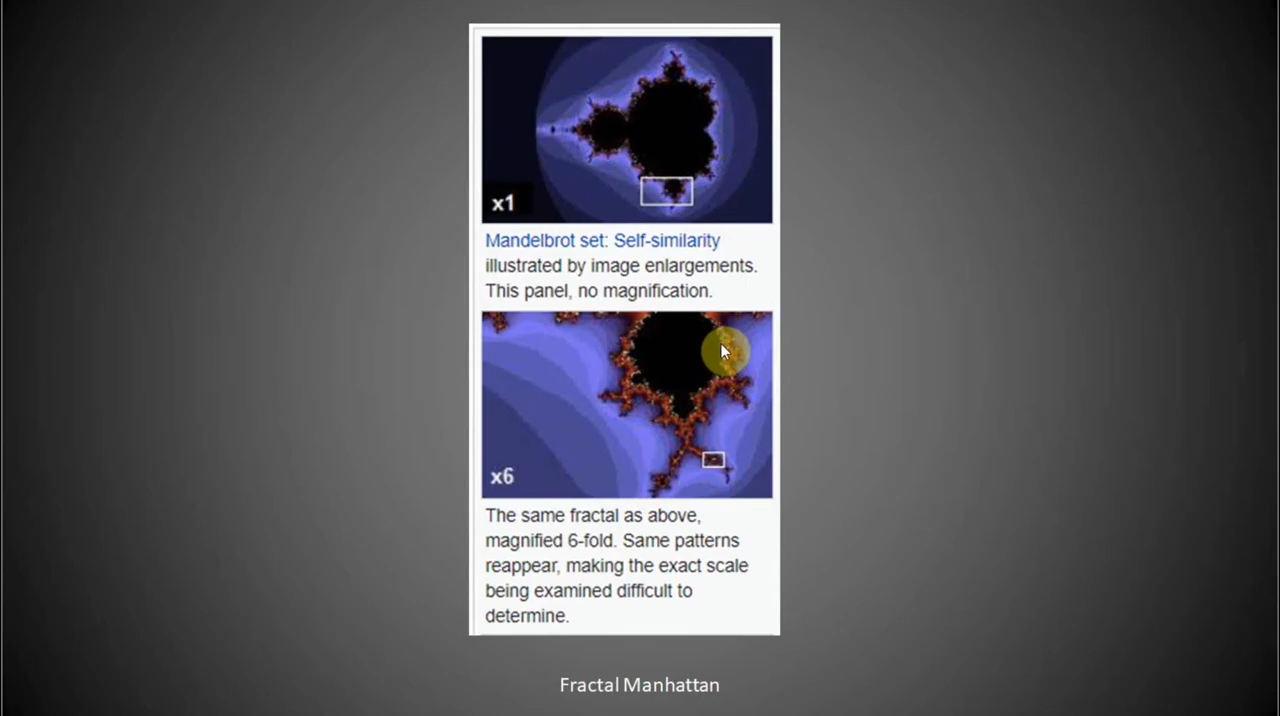 x1
Mandelbrot set: Self-similarity
illustrated by image enlargements.
This panel, no magnification.
x6
The same fractal as above,
magnified 6-fold. Same patterns
reappear, making the exact scale
being examined difficult to
determine.
Fractal Manhattan